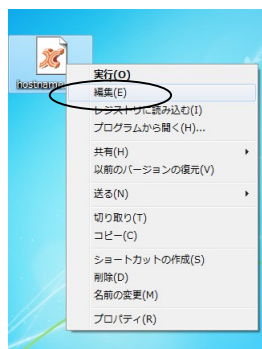 hostname
実行(O)
編集(E)
レジストリに読み込む(I)
プログラムから開く(H)...
共有(H)
以前のバージョンの復元(V)
送る(N)
切り取り(T)
コピー(C)
ショートカットの作成(S)
削除(D)
名前の変更(M)
プロパティ(R)